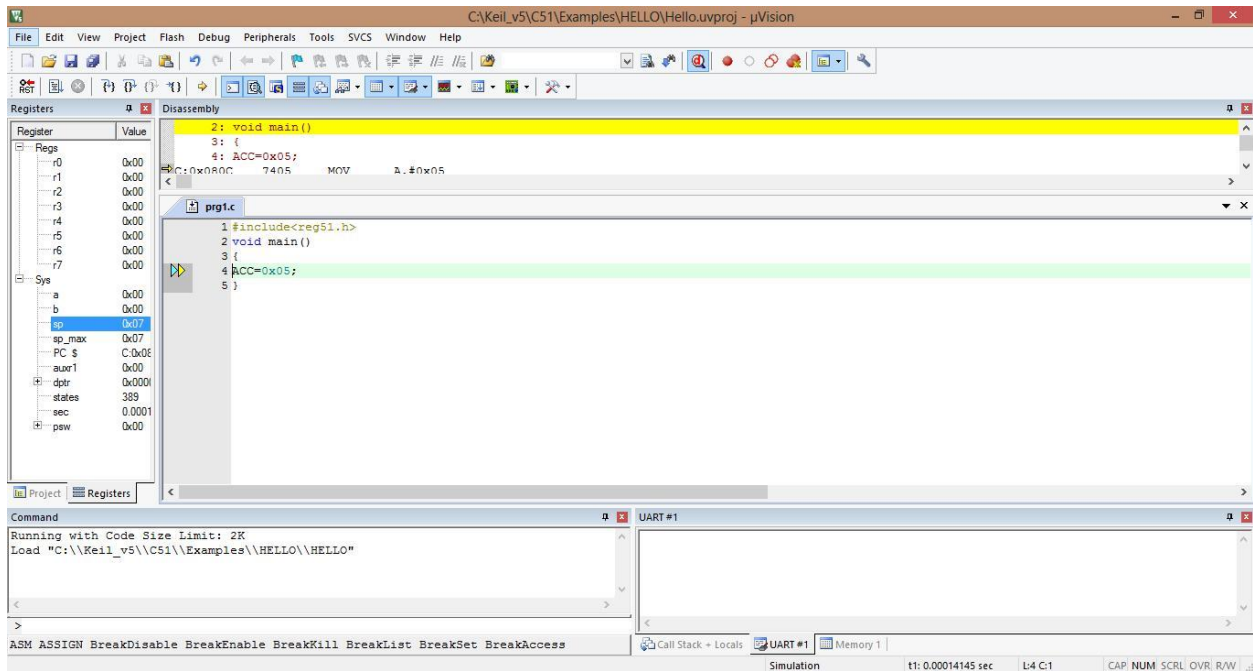 C:\Keil_v5\C51\Examples\HELLO\Hello.uvproj - µVision
File Edit View Project Flash Debug Peripherals Tools SVCS Window Help
RST
Registers
Register Value
Regs
r0 0x00
r1 0x00
r2 0x00
r3 0x00
r4 0x00
r5 0x00
r6 0x00
r7 0x00
Sys
a 0x00
b 0x00
sp 0x07
sp_max 0x07
PC $ C:0x08
auxr1 0x00
dptr 0x000
states 389
sec 0.0001
psw 0x00
Project Registers
Disassembly
2: void main()
3: {
4: ACC=0x05;
C:0x080C 7405 MOV A,#0x05
prg1.c
1 #include<reg51.h>
2 void main()
3 {
4 ACC=0x05;
5 }
Command
Running with Code Size Limit: 2K
Load "C:\\Keil_v5\\C51\\Examples\\HELLO\\HELLO"
>
ASM ASSIGN BreakDisable BreakEnable BreakKill BreakList BreakSet BreakAccess
UART #1
Call Stack + Locals UART #1 Memory 1
Simulation t1: 0.00014145 sec L:4 C:1 CAP NUM SCRL OVR R/W